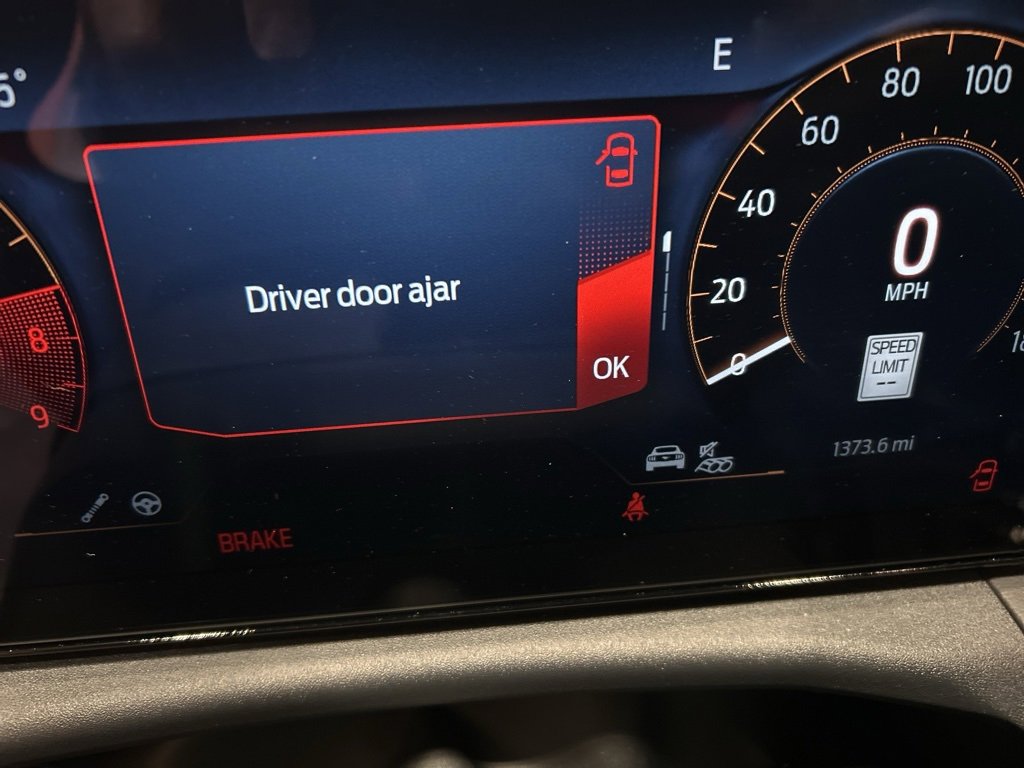 5°
E
80
100
60
40
20
0
0
MPH
SPEED
LIMIT
--
Driver door ajar
OK
8
9
1373.6 mi
BRAKE